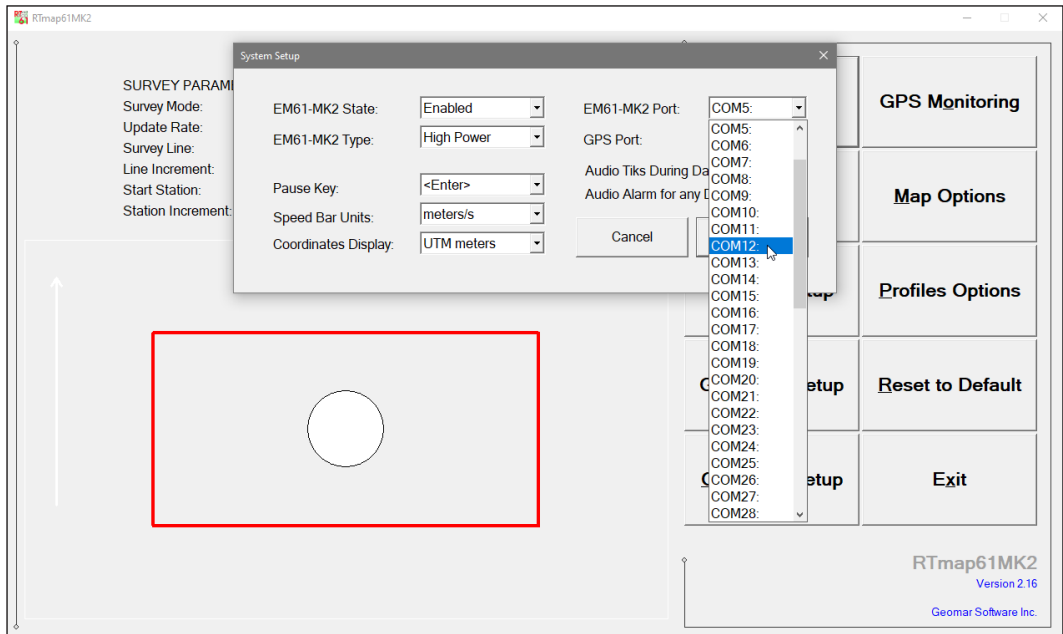 RTmap61MK2
System Setup
SURVEY PARAM
Survey Mode:
Update Rate:
Survey Line:
Line Increment:
Start Station:
Station Increment:
EM61-MK2 State: Enabled
EM61-MK2 Type: High Power
Pause Key: <Enter>
Speed Bar Units: meters/s
Coordinates Display: UTM meters
EM61-MK2 Port: COM5:
GPS Port:
Audio Tiks During Da
Audio Alarm for any D
Cancel
COM5:
COM6:
COM7:
COM8:
COM9:
COM10:
COM11:
COM12:
COM13:
COM14:
COM15:
COM16:
COM17:
COM18:
COM19:
COM20:
COM21:
COM22:
COM23:
COM24:
COM25:
COM26:
COM27:
COM28:
GPS Monitoring
Map Options
Profiles Options
etup
Reset to Default
etup
Exit
RTmap61MK2
Version 2.16
Geomar Software Inc.